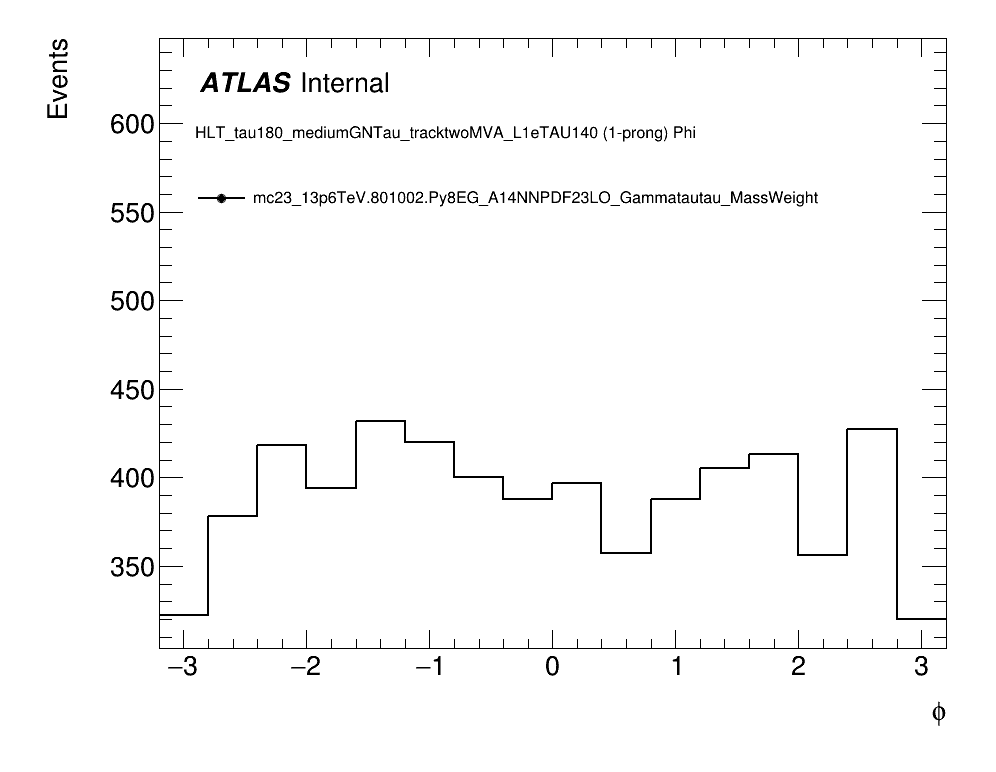 Events
ATLAS Internal
HLT_tau180_mediumGNTau_tracktwoMVA_L1eTAU140 (1-prong) Phi
mc23_13p6TeV.801002.Py8EG_A14NNPDF23LO_Gammatautau_MassWeight
600
550
500
450
400
350
−3 −2 −1 0 1 2 3
ϕ